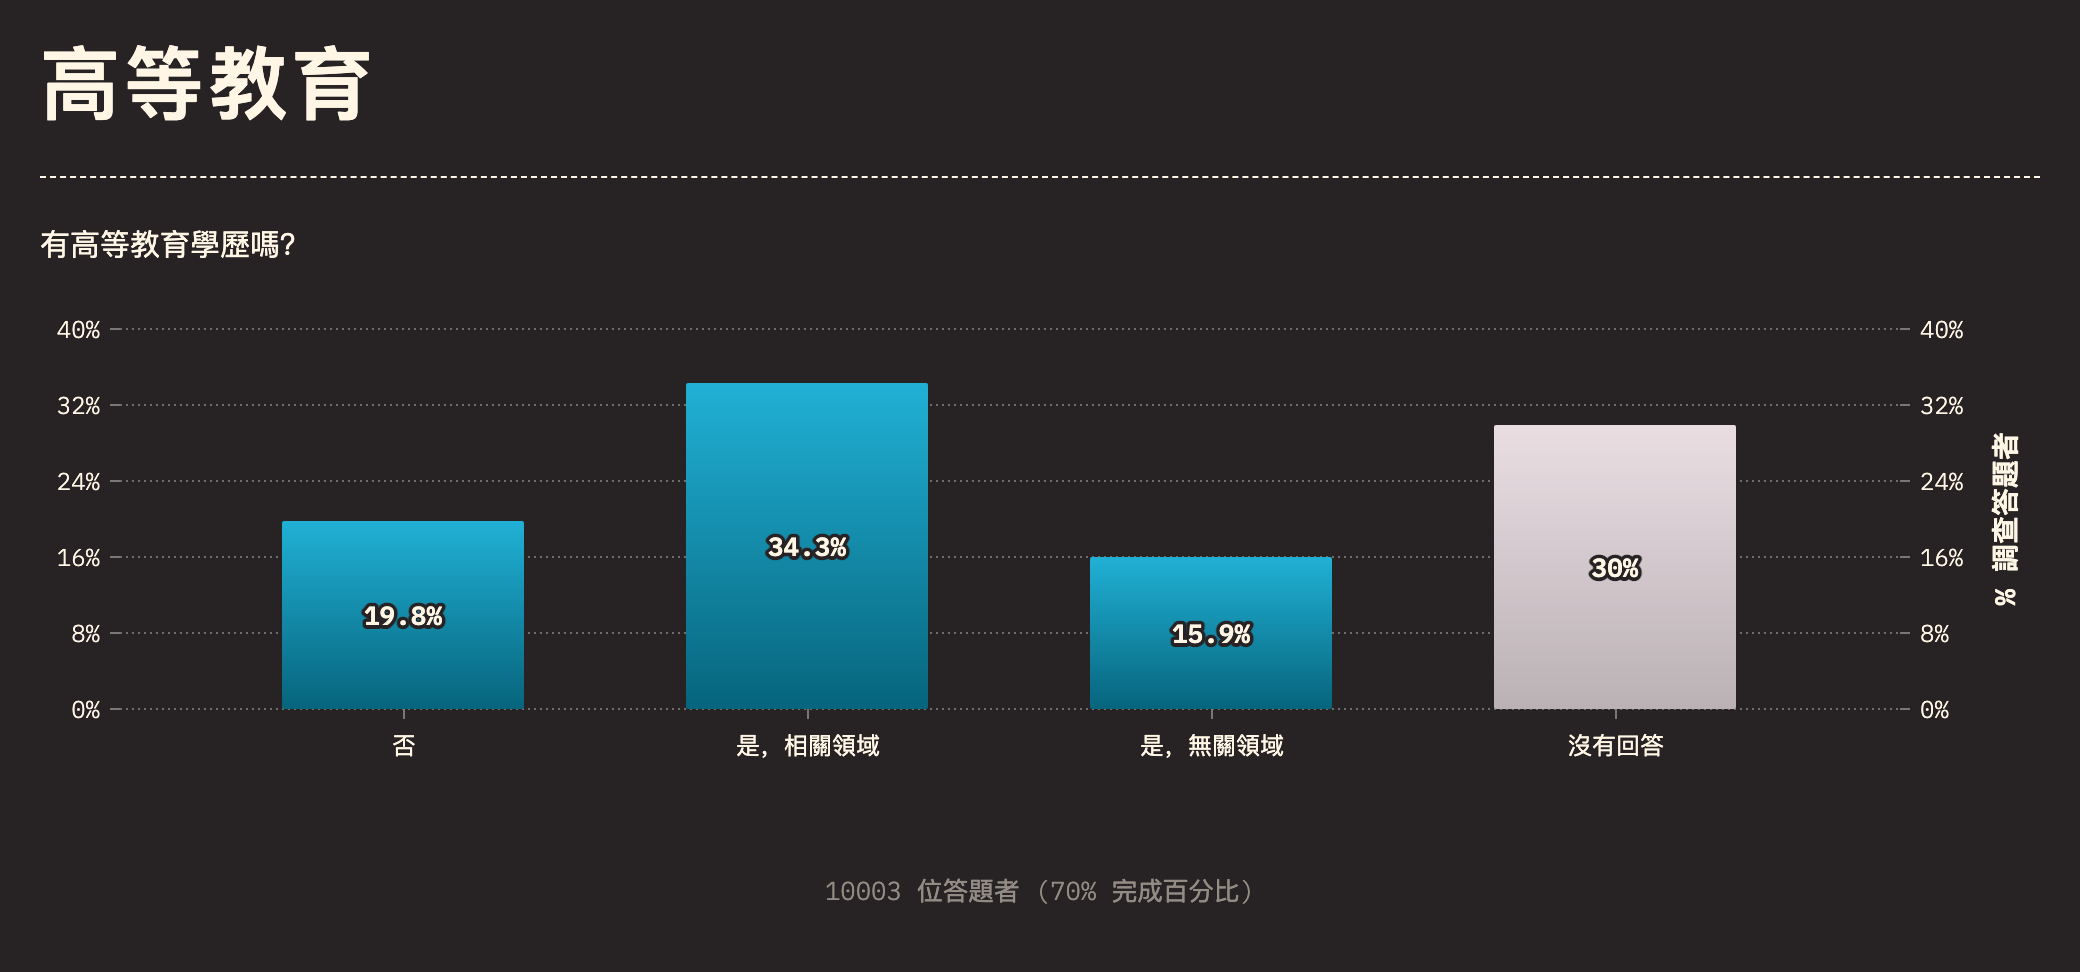 高等教育
有高等教育學歷嗎?
40% 40%
32% 32%
24% 24%
16% 16%
8% 8%
0% 0%
19.8% 34.3% 15.9% 30%
否 是, 相關領域 是, 無關領域 沒有回答
% 調查答題者
10003 位答題者 (70% 完成百分比)